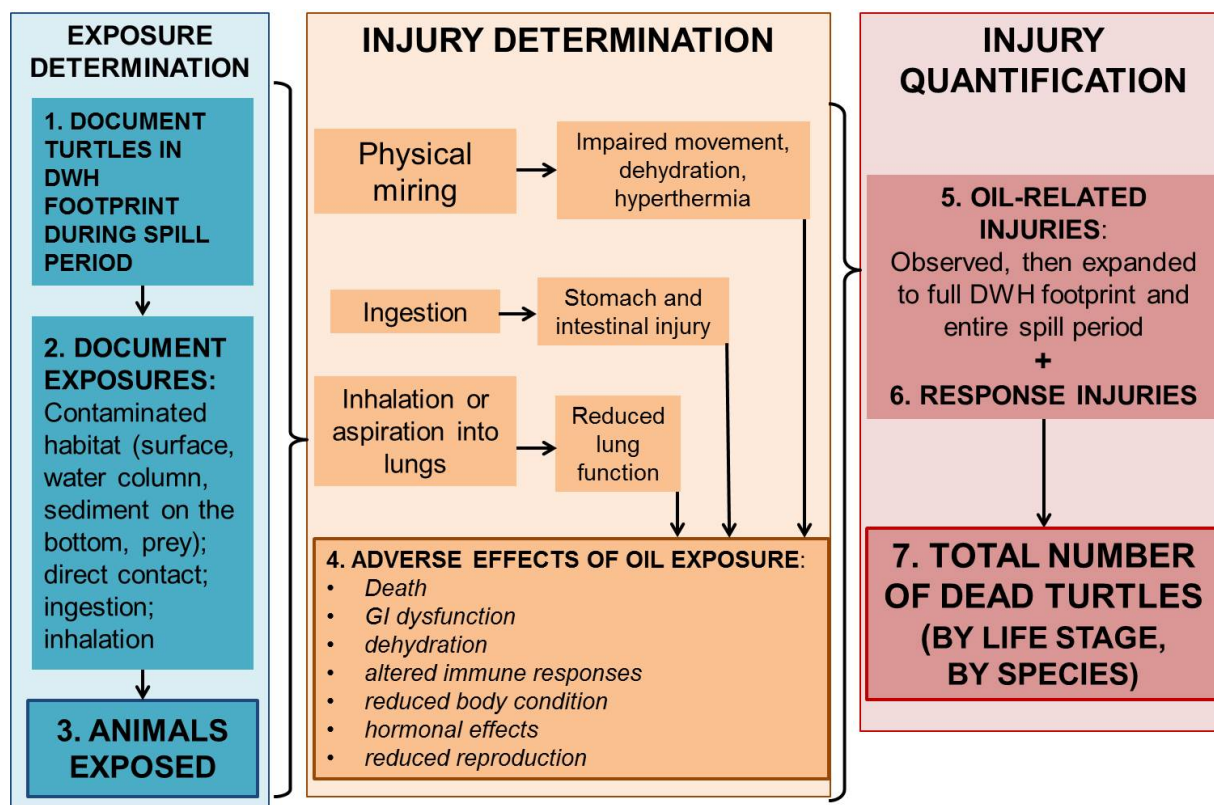 EXPOSURE
DETERMINATION
1. DOCUMENT
TURTLES IN
DWH
FOOTPRINT
DURING SPILL
PERIOD
2. DOCUMENT
EXPOSURES:
Contaminated
habitat (surface,
water column,
sediment on the
bottom, prey);
direct contact;
ingestion;
inhalation
3. ANIMALS
EXPOSED
INJURY DETERMINATION
Physical
miring
Impaired movement,
dehydration,
hyperthermia
Ingestion
Stomach and
intestinal injury
Inhalation or
aspiration into
lungs
Reduced
lung
function
4. ADVERSE EFFECTS OF OIL EXPOSURE:
• Death
• GI dysfunction
• dehydration
• altered immune responses
• reduced body condition
• hormonal effects
• reduced reproduction
INJURY
QUANTIFICATION
5. OIL-RELATED
INJURIES:
Observed, then expanded
to full DWH footprint and
entire spill period
+
6. RESPONSE INJURIES
7. TOTAL NUMBER
OF DEAD TURTLES
(BY LIFE STAGE,
BY SPECIES)